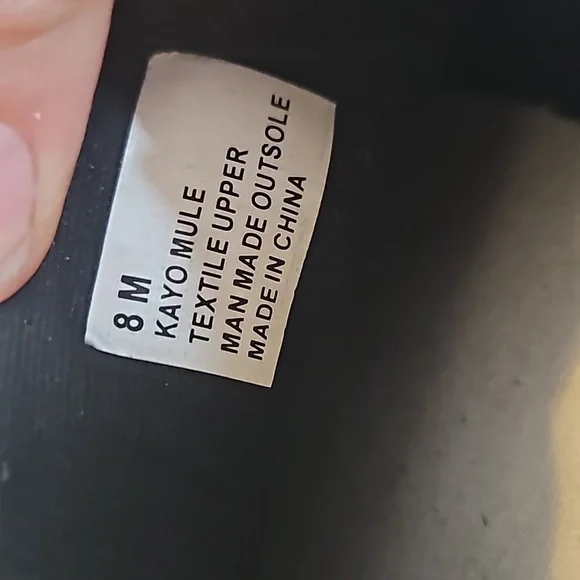 8 M
KAYO MULE
TEXTILE UPPER
MAN MADE OUTSOLE
MADE IN CHINA